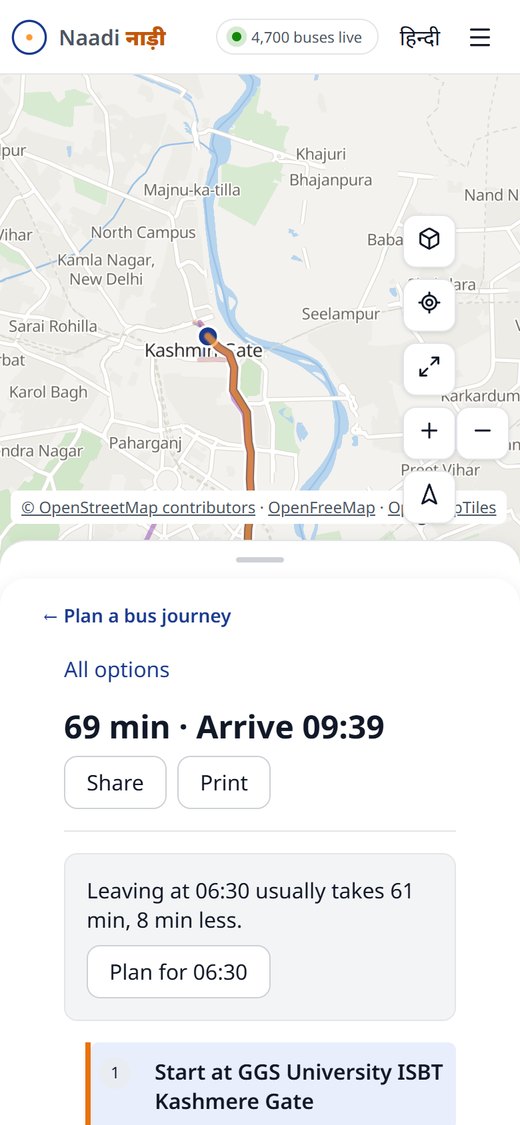 Naadi नाड़ी
4,700 buses live
हिन्दी
Khajuri
Majnu-ka-tilla
Bhajanpura
Nand N
North Campus
Baba
Kamla Nagar,
New Delhi
Seelampur
Sarai Rohilla
Kashmiri Gate
Karol Bagh
Karkardum
Paharganj
Preet Vihar
© OpenStreetMap contributors · OpenFreeMap ·
← Plan a bus journey
All options
69 min · Arrive 09:39
Share
Print
Leaving at 06:30 usually takes 61
min, 8 min less.
Plan for 06:30
1
Start at GGS University ISBT
Kashmere Gate